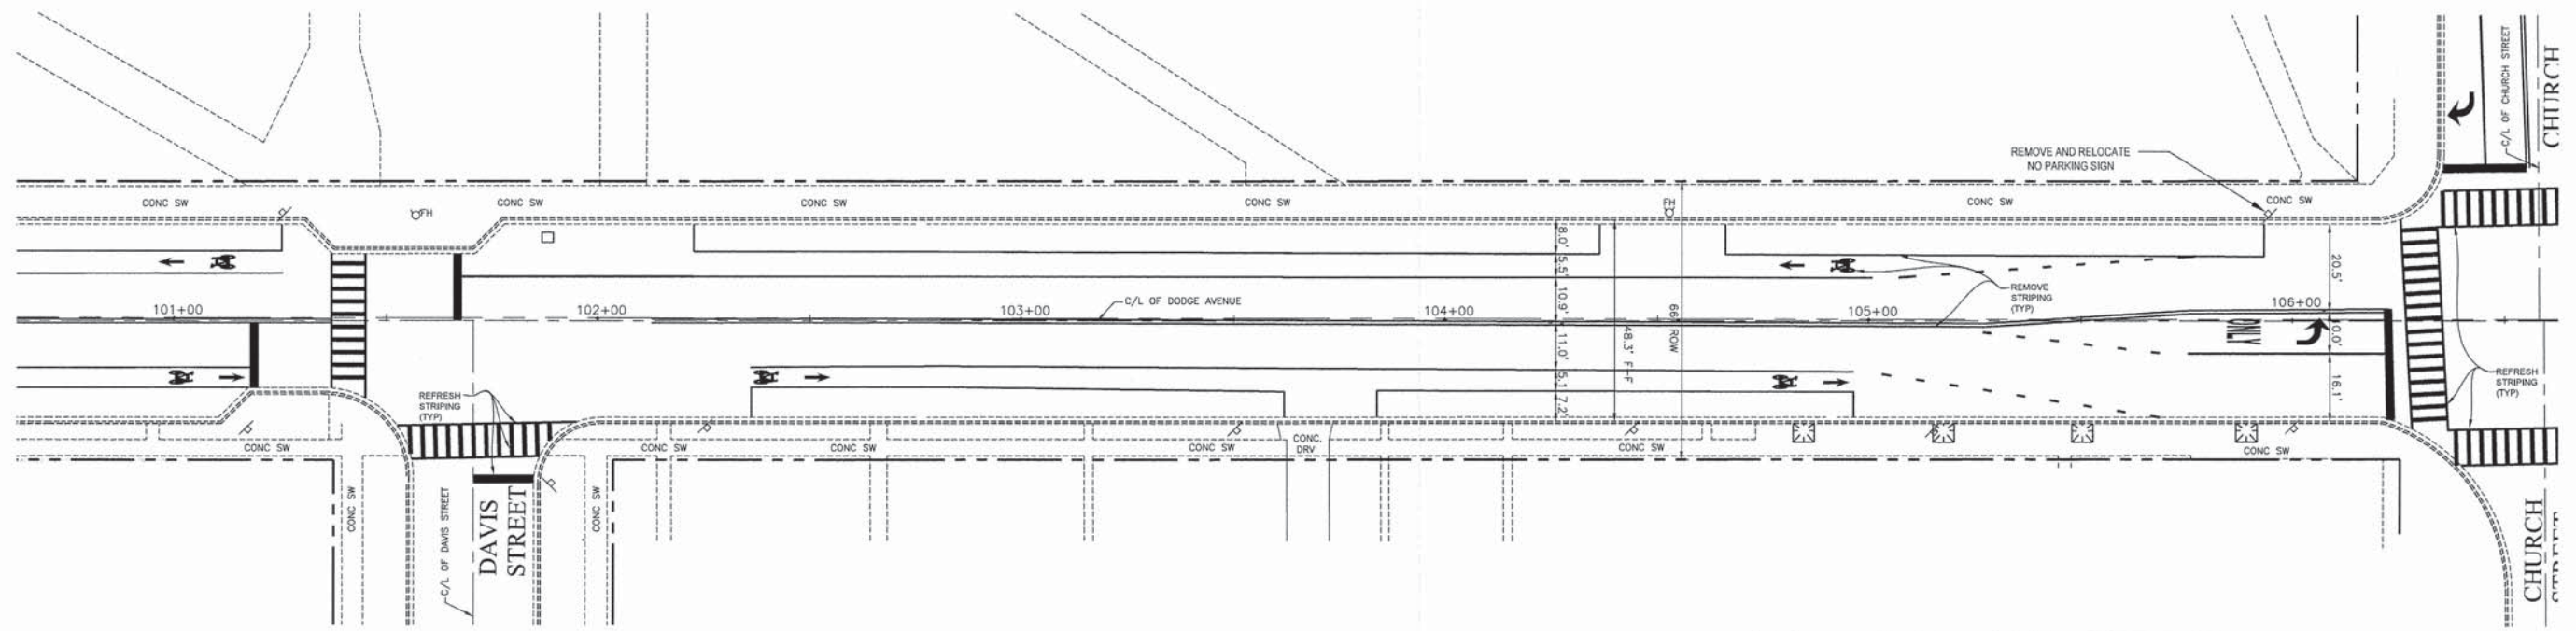 C/L OF CHURCH STREET
CHURCH
REMOVE AND RELOCATE
NO PARKING SIGN
CONC SW
FH
CONC SW
CONC SW
CONC SW
FH
CONC SW
CONC SW
8.0'
5.5'
10.9'
11.0'
5.1'
7.2'
48.3' F-F
66' ROW
20.5'
16.1'
REMOVE
STRIPING
(TYP)
101+00
102+00
103+00
C/L OF DODGE AVENUE
104+00
105+00
106+00
ONLY
REFRESH
STRIPING
(TYP)
REFRESH
STRIPING
(TYP)
CONC SW
CONC SW
CONC SW
CONC SW
CONC.
DRV
CONC SW
CONC SW
CONC SW
C/L OF DAVIS STREET
DAVIS
STREET
CONC SW
CHURCH
STREET